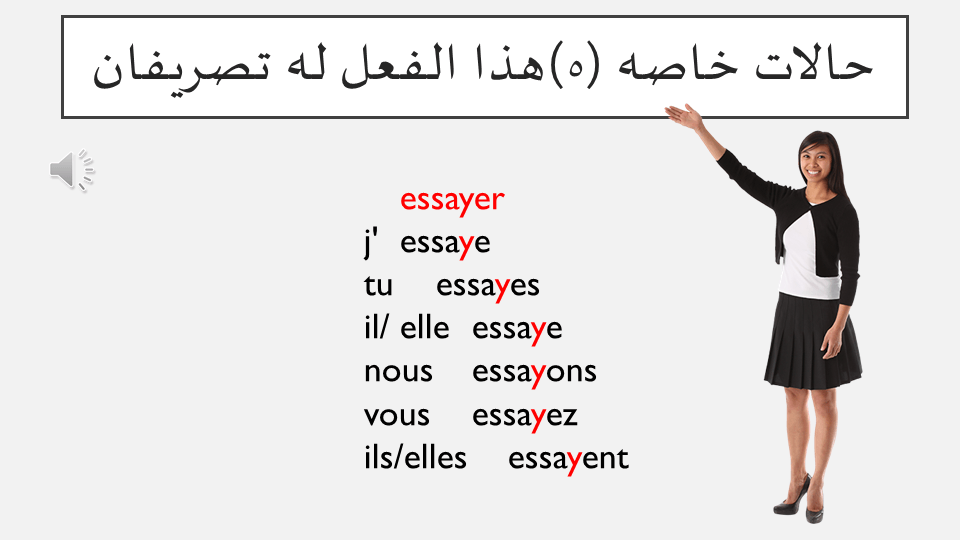 حالات خاصه (٥)هذا الفعل له تصريفان
essayer
j' essaye
tu essayes
il/ elle essaye
nous essayons
vous essayez
ils/elles essayent